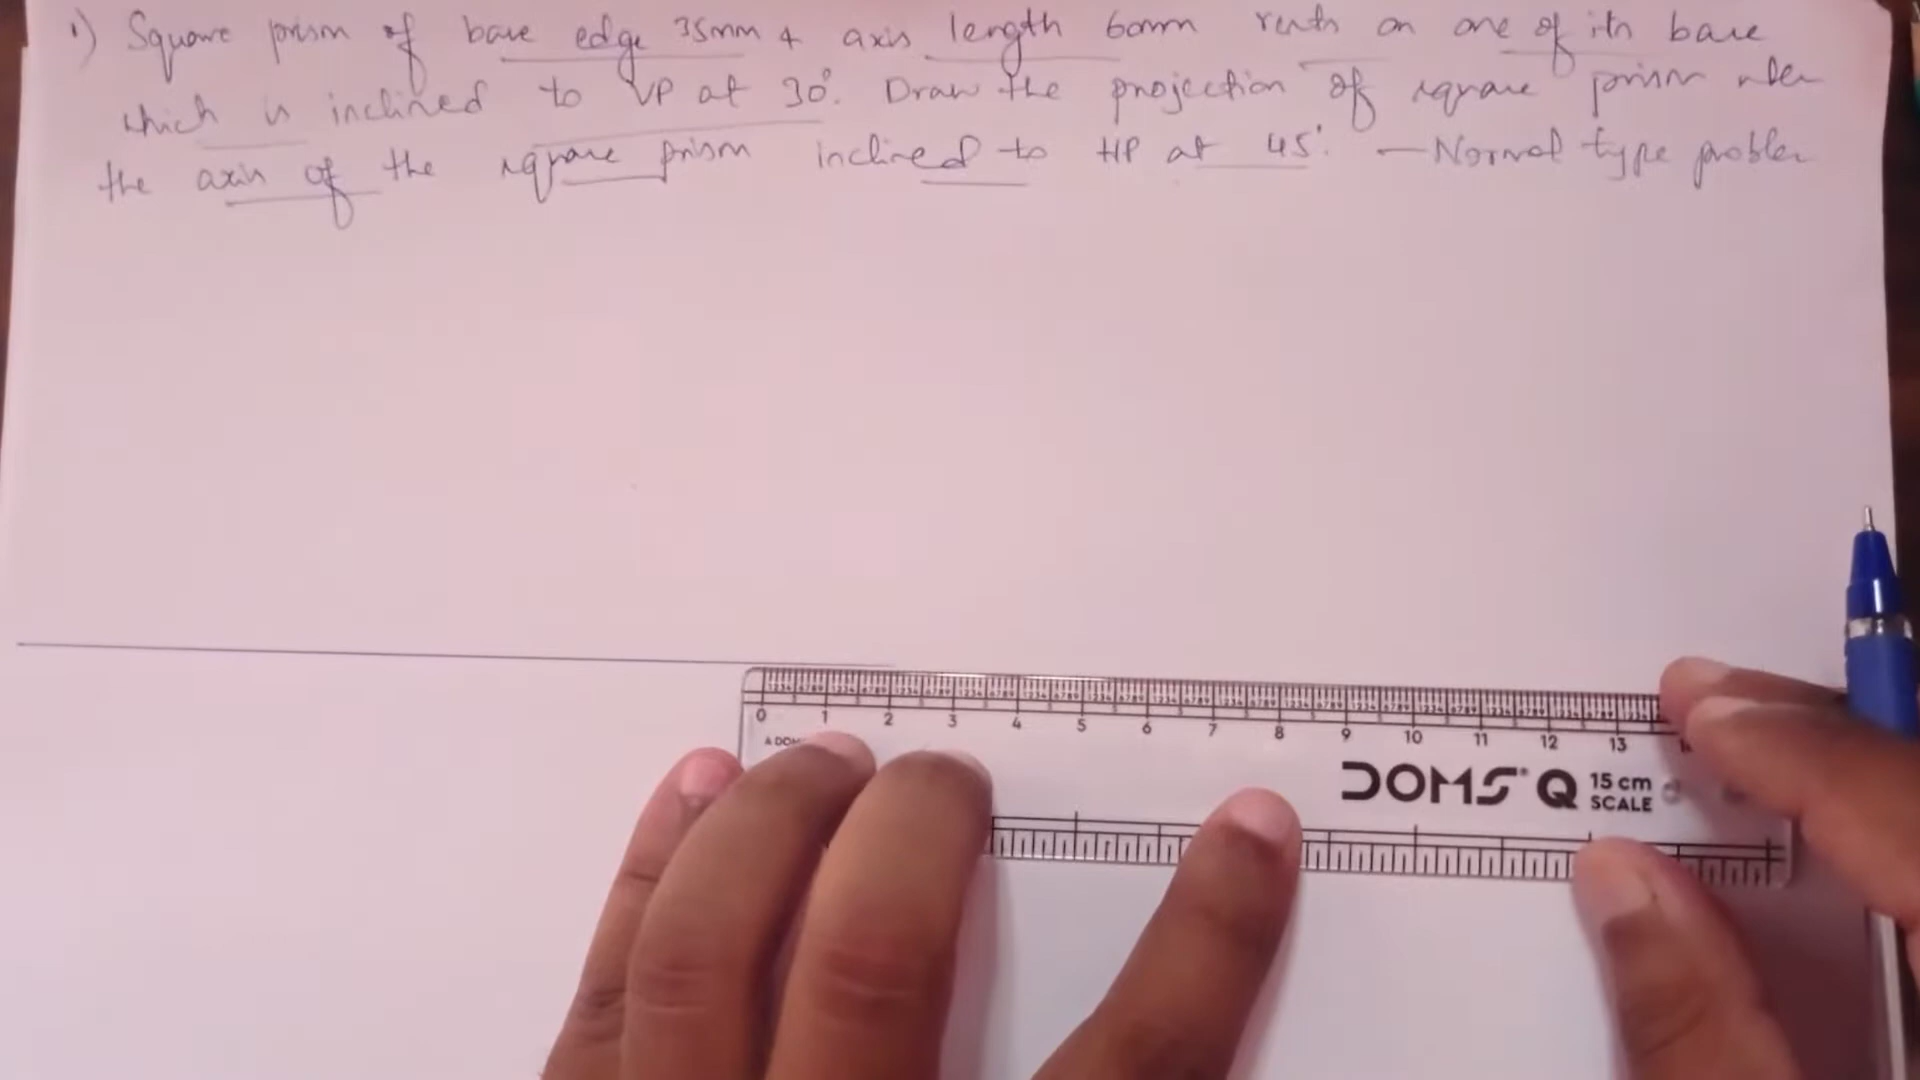 1) Square prism of base edge 35mm & axis length 60mm rests on one of its base
which is inclined to VP at 30°. Draw the projection of square prism when
the axis of the square prism inclined to HP at 45°. — Normal type problem
0 1 2 3 4 5 6 7 8 9 10 11 12 13
DOMS Q 15 cm
SCALE